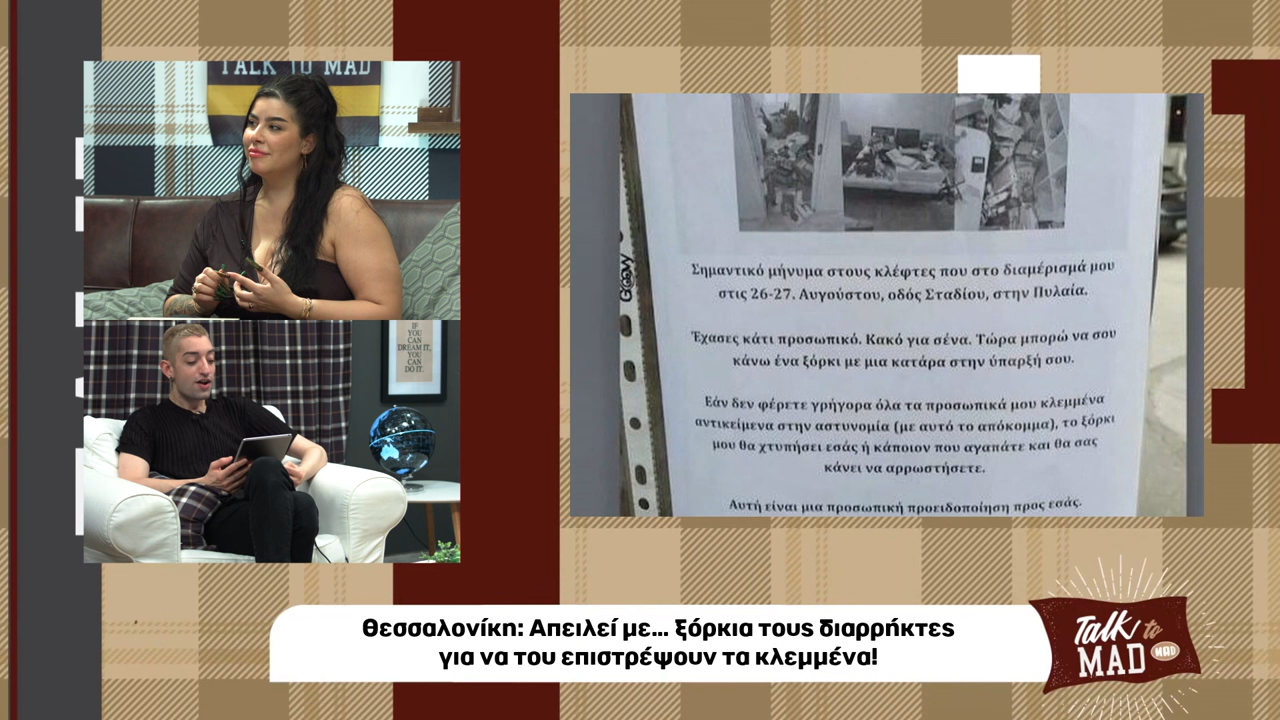 TALK TO MAD
IF
YOU
CAN
DREAM IT,
YOU
CAN
DO IT.
Groovy
Σημαντικό μήνυμα στους κλέφτες που στο διαμέρισμά μου
στις 26-27. Αυγούστου, οδός Σταδίου, στην Πυλαία.
Έχασες κάτι προσωπικό. Κακό για σένα. Τώρα μπορώ να σου
κάνω ένα ξόρκι με μια κατάρα στην ύπαρξή σου.
Εάν δεν φέρετε γρήγορα όλα τα προσωπικά μου κλεμμένα
αντικείμενα στην αστυνομία (με αυτό το απόκομμα), το ξόρκι
μου θα χτυπήσει εσάς ή κάποιον που αγαπάτε και θα σας
κάνει να αρρωστήσετε.
Αυτή είναι μια προσωπική προειδοποίηση προς εσάς.
Θεσσαλονίκη: Απειλεί με... ξόρκια τους διαρρήκτες
για να του επιστρέψουν τα κλεμμένα!
Talk to
MAD
MAD